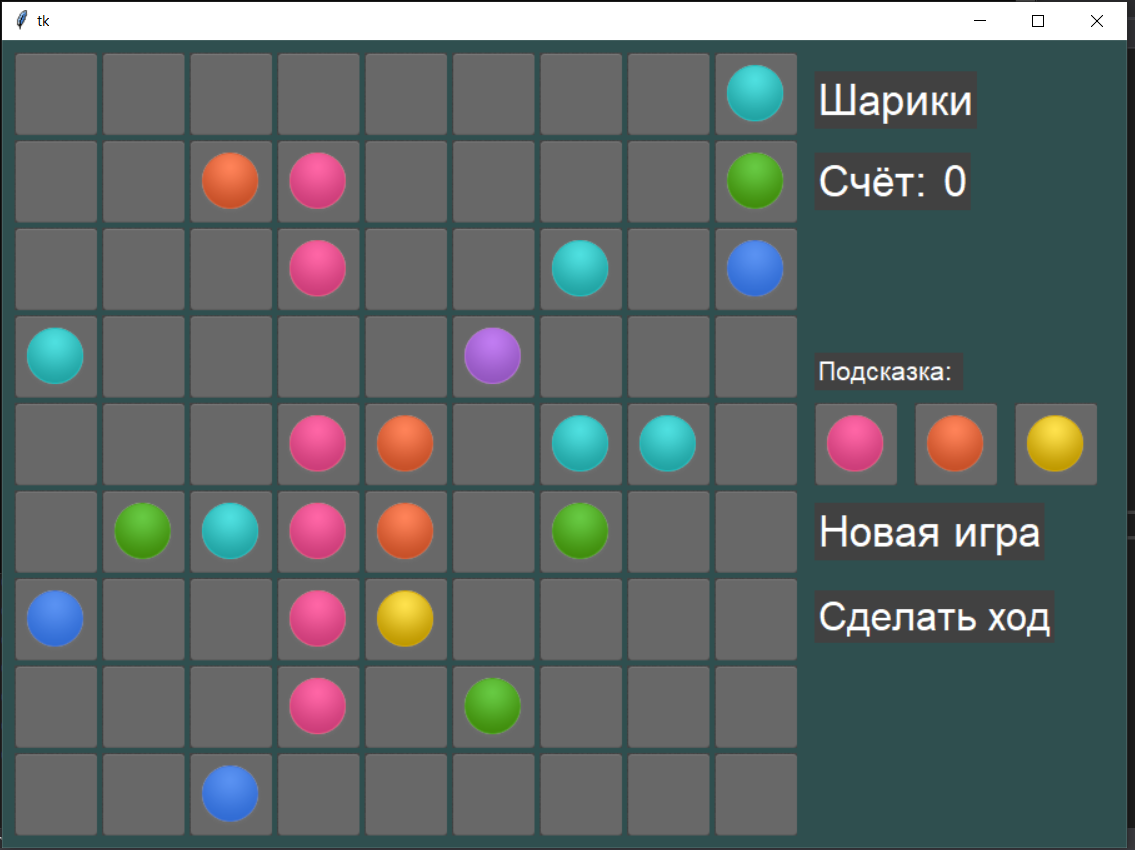 tk
Шарики
Счёт: 0
Подсказка:
Новая игра
Сделать ход